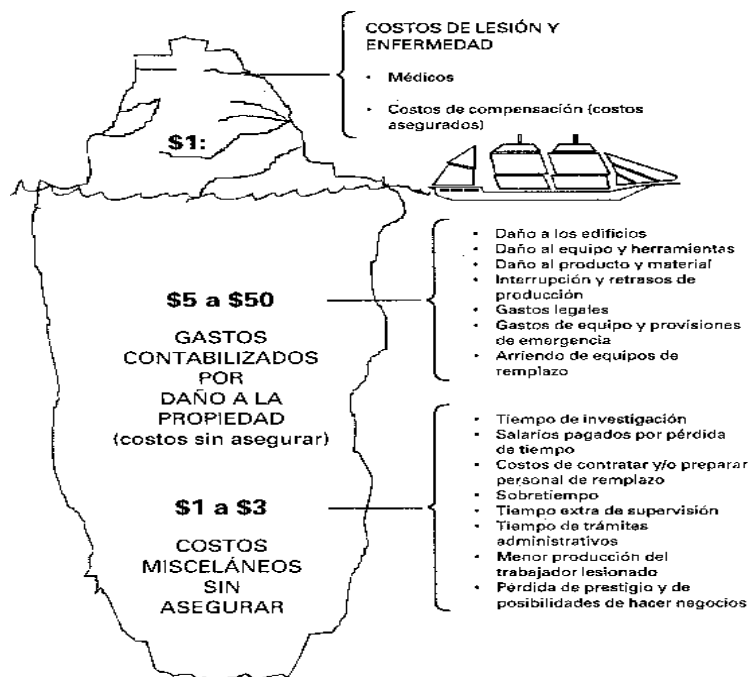 COSTOS DE LESIÓN Y
ENFERMEDAD
• Médicos
• Costos de compensación (costos
asegurados)
$1:
$5 a $50
GASTOS
CONTABILIZADOS
POR
DAÑO A LA
PROPIEDAD
(costos sin asegurar)
• Daño a los edificios
• Daño al equipo y herramientas
• Daño al producto y material
• Interrupción y retrasos de
producción
• Gastos legales
• Gastos de equipo y provisiones
de emergencia
• Arriendo de equipos de
remplazo
$1 a $3
COSTOS
MISCELÁNEOS
SIN
ASEGURAR
• Tiempo de investigación
• Salarios pagados por pérdida
de tiempo
• Costos de contratar y/o preparar
personal de remplazo
• Sobretiempo
• Tiempo extra de supervisión
• Tiempo de trámites
administrativos
• Menor producción del
trabajador lesionado
• Pérdida de prestigio y de
posibilidades de hacer negocios